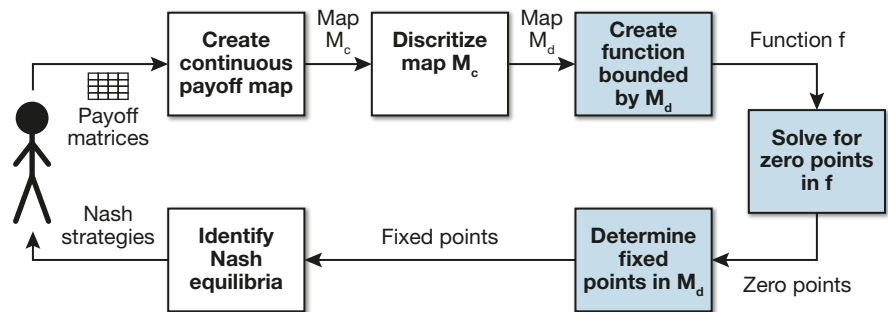 Create
continuous
payoff map
Map
M_c
Discritize
map M_c
Map
M_d
Create
function
bounded
by M_d
Function f
Payoff
matrices
Solve for
zero points
in f
Nash
strategies
Identify
Nash
equilibria
Fixed points
Determine
fixed
points in M_d
Zero points